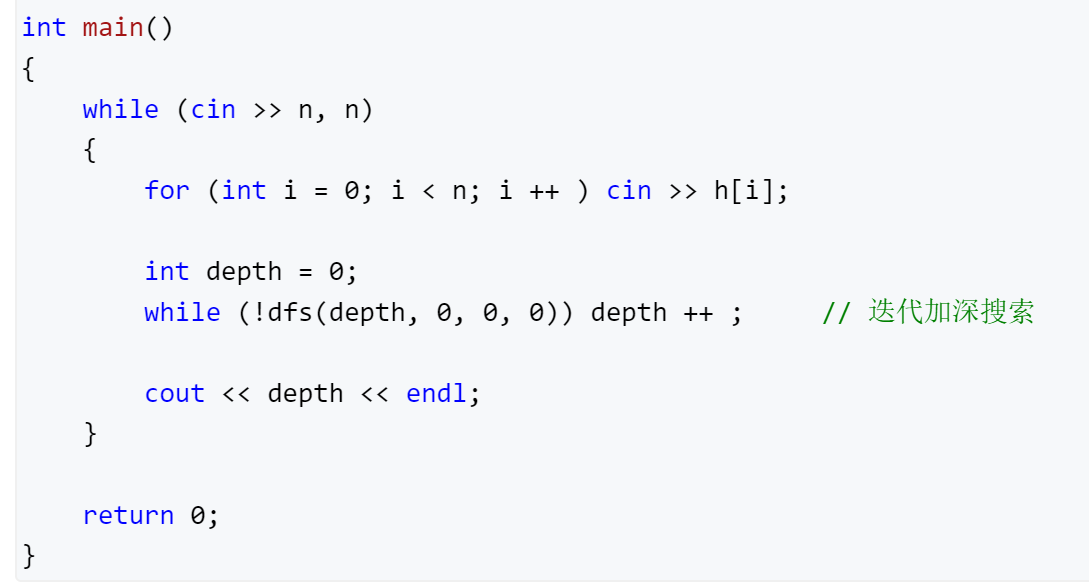 int main()
{
    while (cin >> n, n)
    {
        for (int i = 0; i < n; i ++ ) cin >> h[i];

        int depth = 0;
        while (!dfs(depth, 0, 0, 0)) depth ++ ;     // 迭代加深搜索

        cout << depth << endl;
    }

    return 0;
}